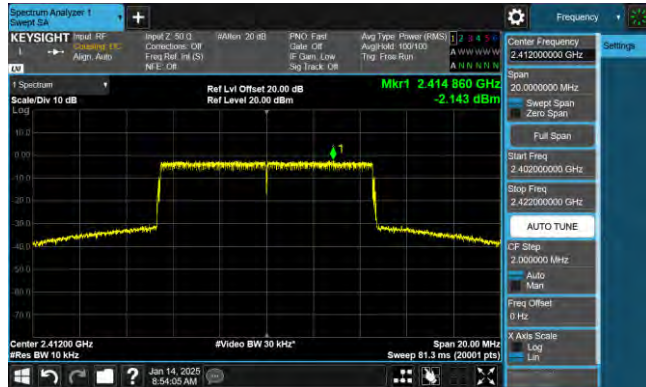 Spectrum Analyzer 1
Swept SA
+
Frequency
KEYSIGHT
Input: RF
Coupling: DC
Align: Auto
Input Z: 50 Ω
Corrections: Off
Freq Ref: Int (S)
NFE: Off
#Atten: 20 dB
PNO: Fast
Gate: Off
IF Gain: Low
Sig Track: Off
Avg Type: Power (RMS)
Avg|Hold: 100/100
Trig: Free Run
1 2 3 4 5 6
A W W W W W
A N N N N N
LXI
1 Spectrum
Scale/Div 10 dB
Log
Ref Lvl Offset 20.00 dB
Ref Level 20.00 dBm
Mkr1 2.414 860 GHz
-2.143 dBm
10.0
0.00
1
-10.0
-20.0
-30.0
-40.0
-50.0
-60.0
-70.0
Center 2.41200 GHz
#Res BW 10 kHz
#Video BW 30 kHz*
Span 20.00 MHz
Sweep 81.3 ms (20001 pts)
Center Frequency
2.412000000 GHz
Settings
Span
20.0000000 MHz
Swept Span
Zero Span
Full Span
Start Freq
2.402000000 GHz
Stop Freq
2.422000000 GHz
AUTO TUNE
CF Step
2.000000 MHz
Auto
Man
Freq Offset
0 Hz
X Axis Scale
Log
Lin
?
Jan 14, 2025
8:54:05 AM